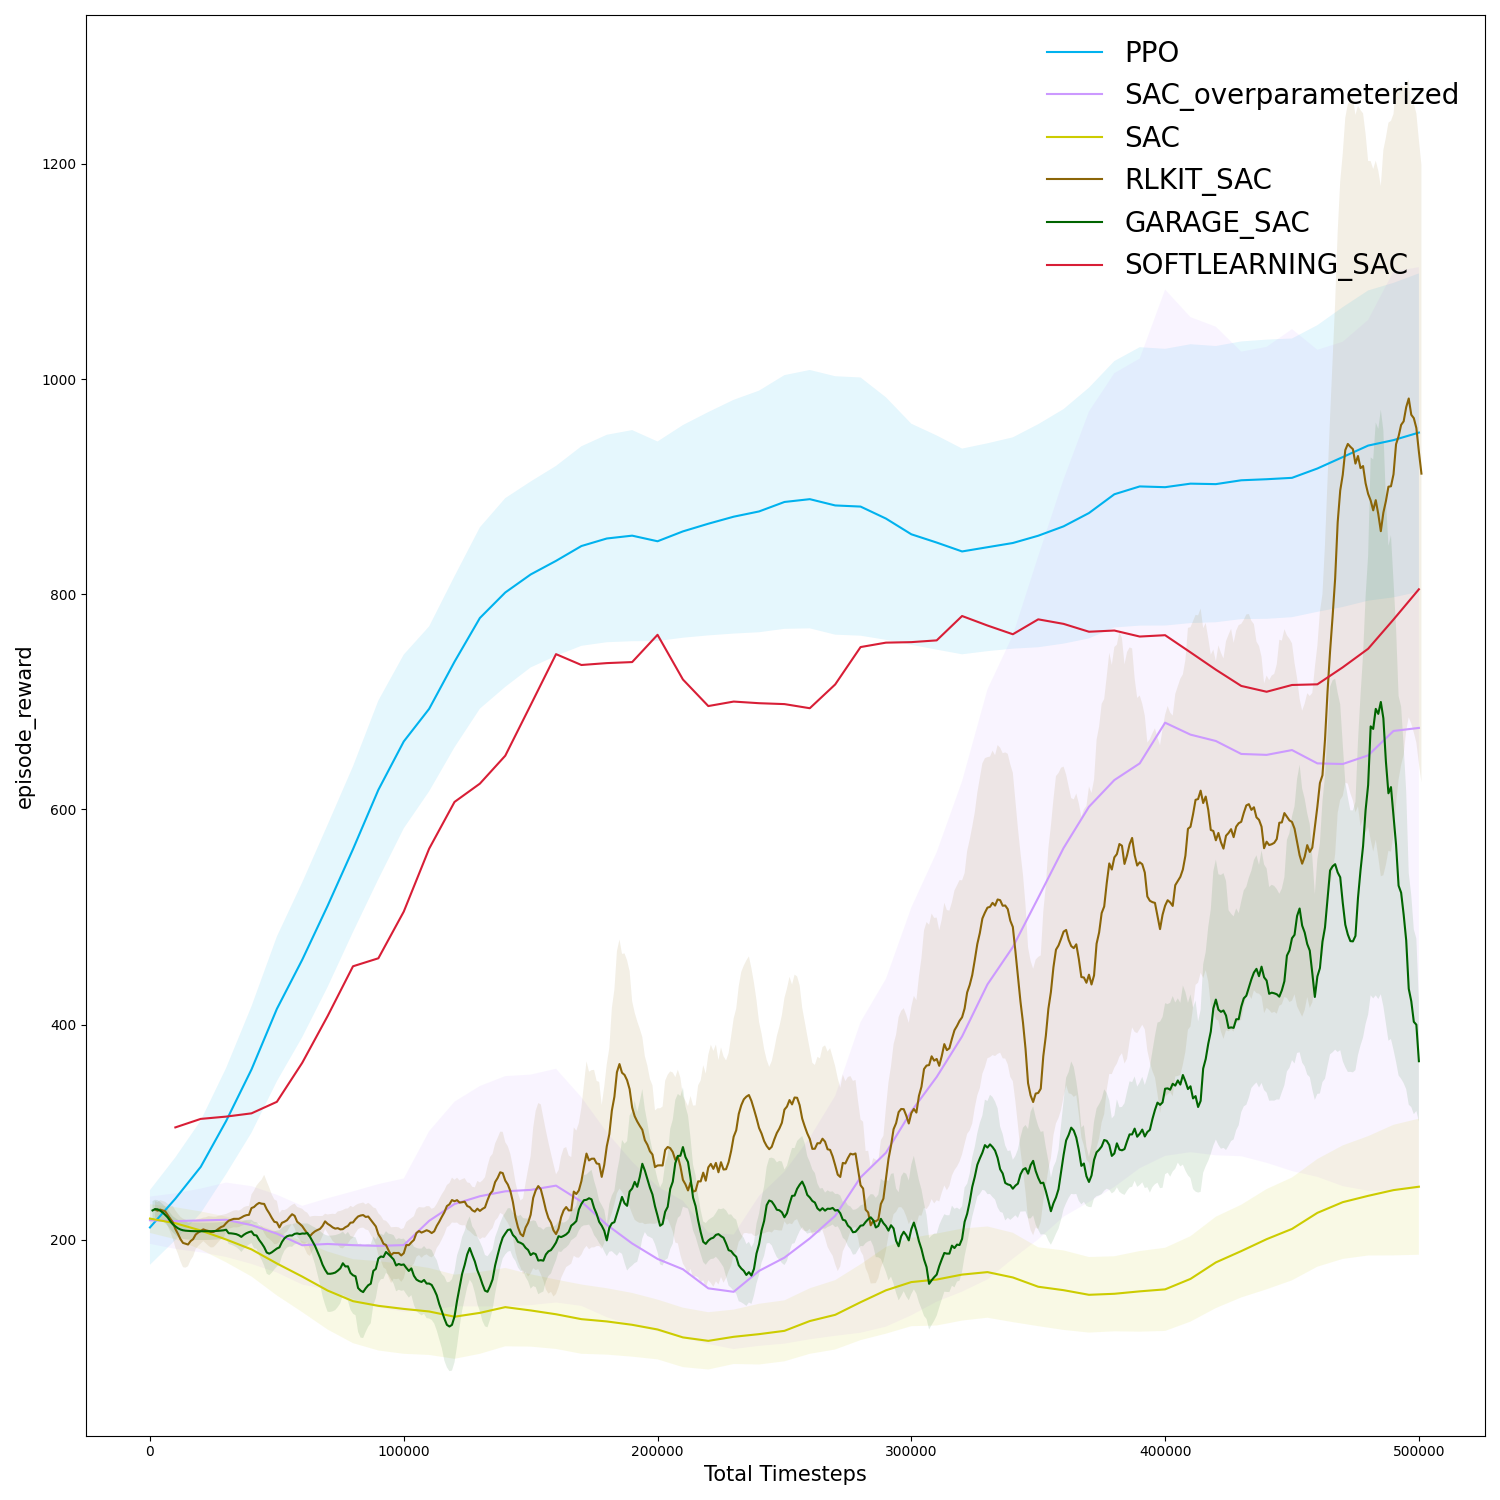 PPO
SAC_overparameterized
SAC
RLKIT_SAC
GARAGE_SAC
SOFTLEARNING_SAC
1200
1000
800
600
400
200
episode_reward
0 100000 200000 300000 400000 500000
Total Timesteps